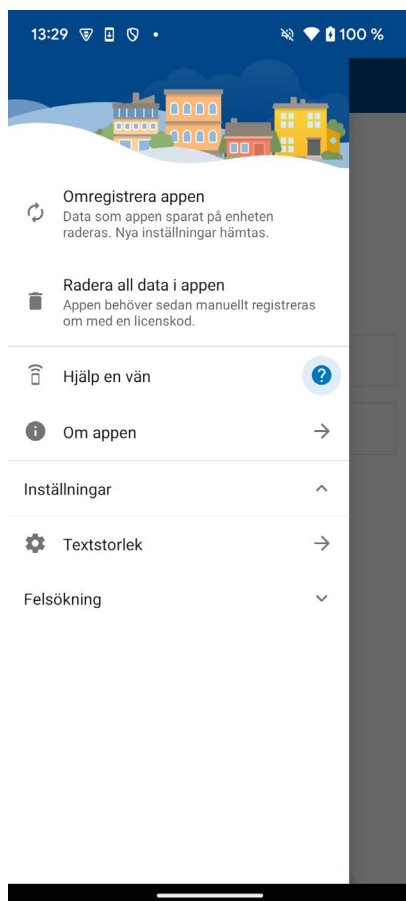 13:29
100 %
Omregistrera appen
Data som appen sparat på enheten
raderas. Nya inställningar hämtas.
Radera all data i appen
Appen behöver sedan manuellt registreras
om med en licenskod.
Hjälp en vän
Om appen
Inställningar
Textstorlek
Felsökning